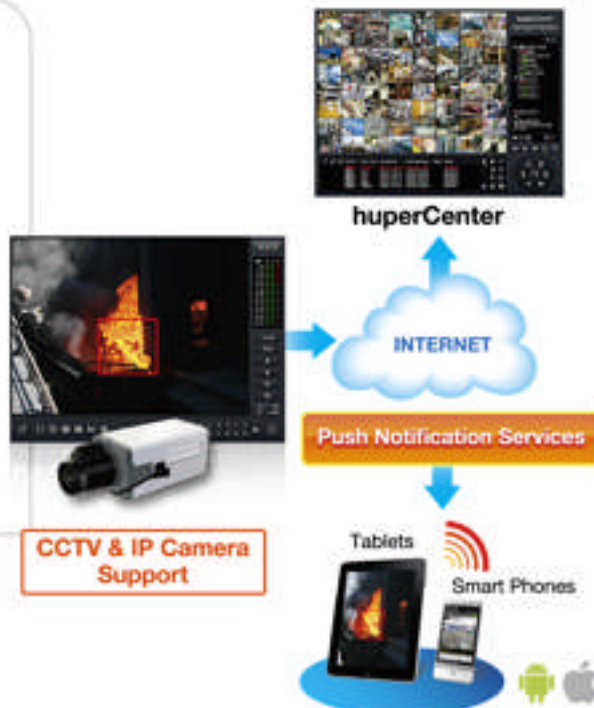 huperCenter
INTERNET
Push Notification Services
CCTV & IP Camera
Support
Tablets
Smart Phones